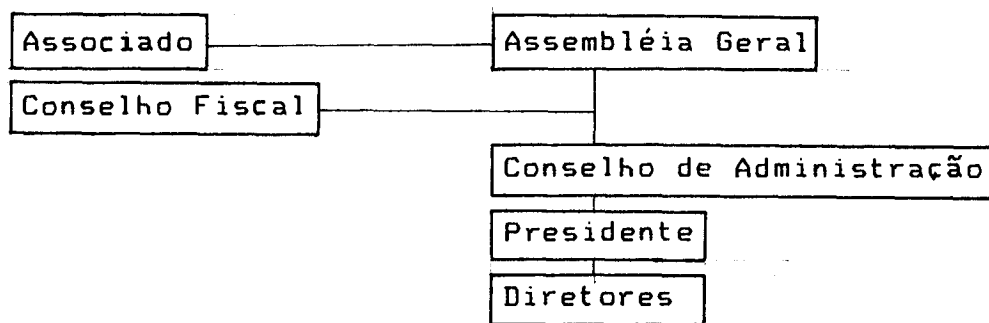 Associado
Assembléia Geral
Conselho Fiscal
Conselho de Administração
Presidente
Diretores